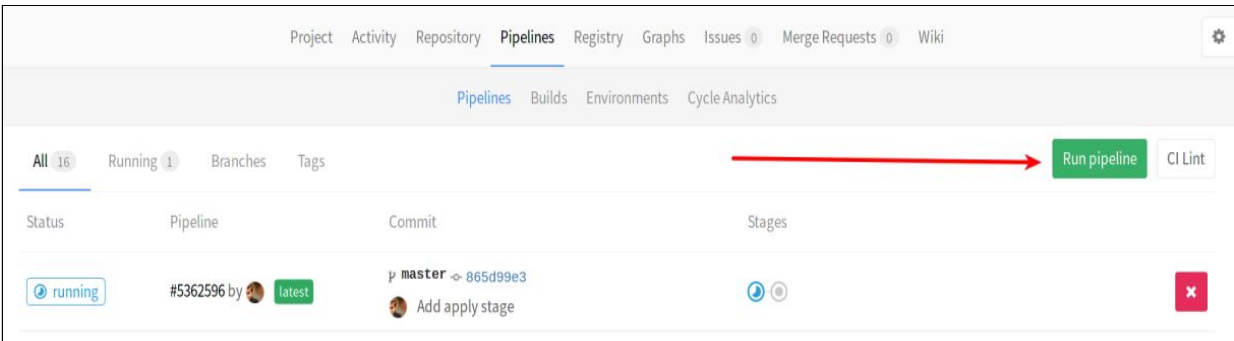 Project Activity Repository Pipelines Registry Graphs Issues 0 Merge Requests 0 Wiki
Pipelines Builds Environments Cycle Analytics
All 16 Running 1 Branches Tags Run pipeline CI Lint
Status Pipeline Commit Stages
running #5362596 by latest master 865d99e3
Add apply stage